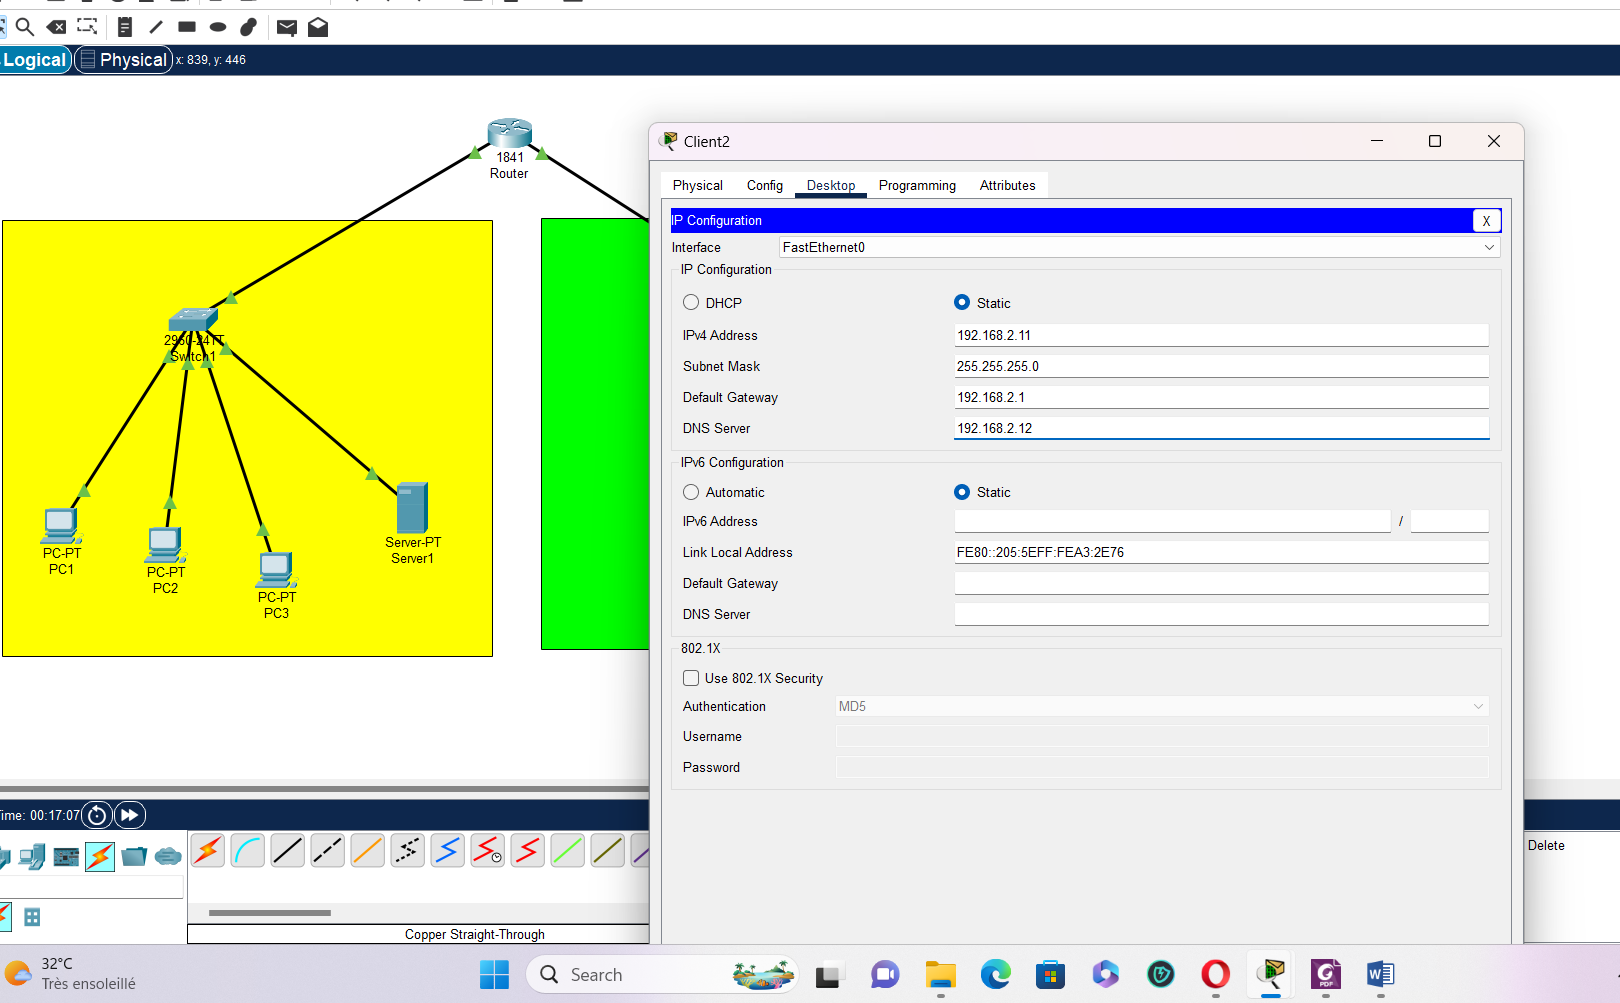 Logical
Physical
x: 839, y: 446
1841
Router
2960-24TT
Switch1
PC-PT
PC1
PC-PT
PC2
PC-PT
PC3
Server-PT
Server1
Client2
Physical
Config
Desktop
Programming
Attributes
IP Configuration
X
Interface
FastEthernet0
IP Configuration
DHCP
Static
IPv4 Address
192.168.2.11
Subnet Mask
255.255.255.0
Default Gateway
192.168.2.1
DNS Server
192.168.2.12
IPv6 Configuration
Automatic
Static
IPv6 Address
/
Link Local Address
FE80::205:5EFF:FEA3:2E76
Default Gateway
DNS Server
802.1X
Use 802.1X Security
Authentication
MD5
Username
Password
ime: 00:17:07
Delete
Copper Straight-Through
32°C
Très ensoleillé
Search
PDF
W